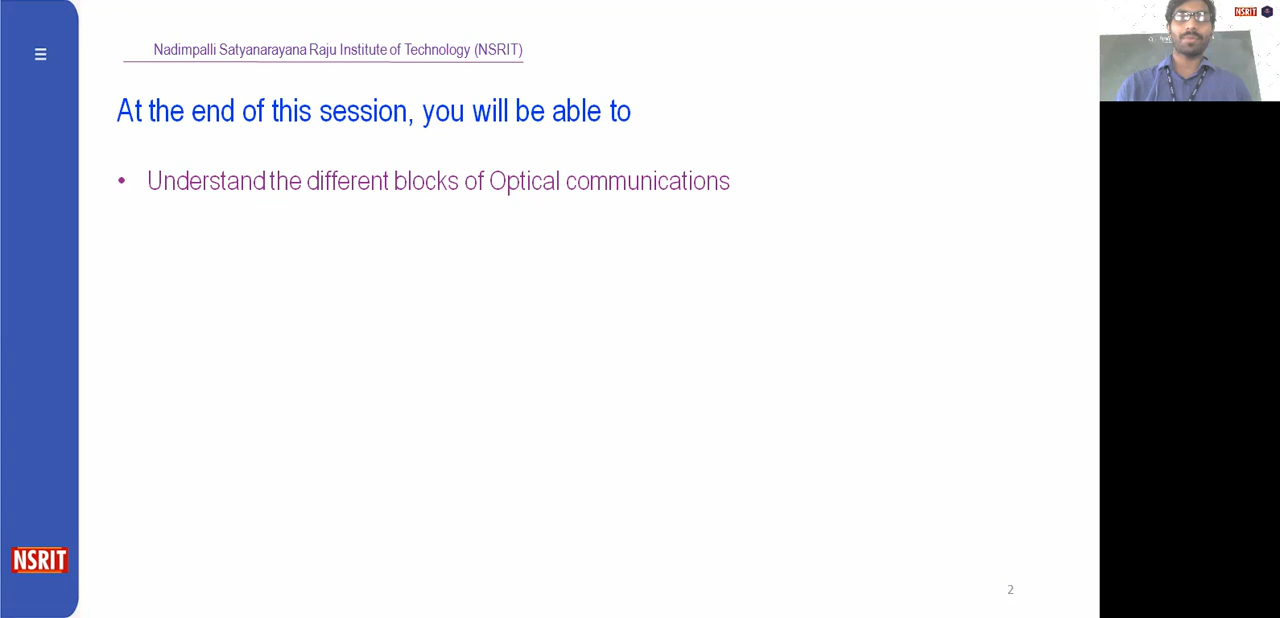 Nadimpalli Satyanarayana Raju Institute of Technology (NSRIT)
At the end of this session, you will be able to
• Understand the different blocks of Optical communications
NSRIT
2
NSRIT